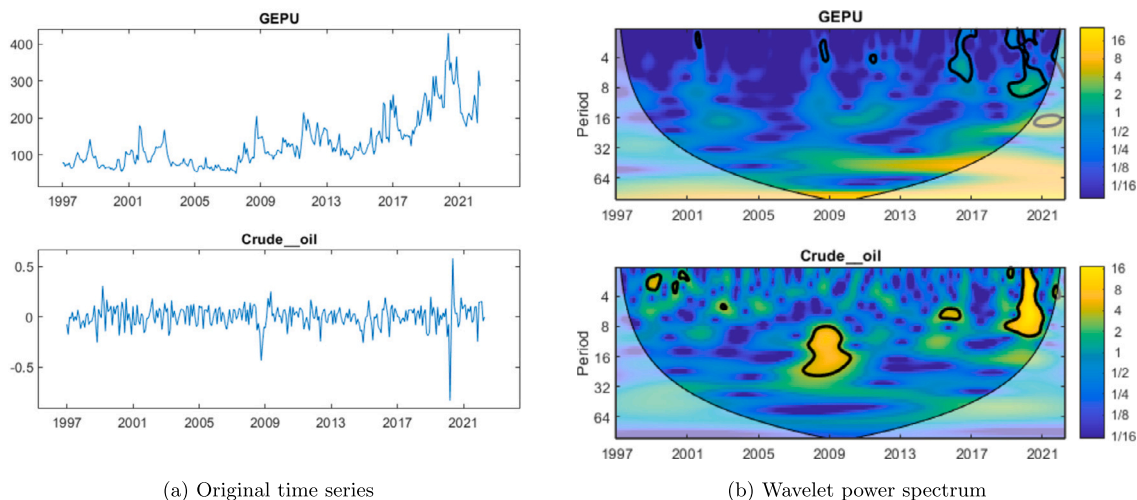 GEPU
400
300
200
100
1997 2001 2005 2009 2013 2017 2021
Crude__oil
0.5
0
-0.5
1997 2001 2005 2009 2013 2017 2021
(a) Original time series
GEPU
Period
4
8
16
32
64
1997 2001 2005 2009 2013 2017 2021
16
8
4
2
1
1/2
1/4
1/8
1/16
Crude__oil
Period
4
8
16
32
64
1997 2001 2005 2009 2013 2017 2021
16
8
4
2
1
1/2
1/4
1/8
1/16
(b) Wavelet power spectrum